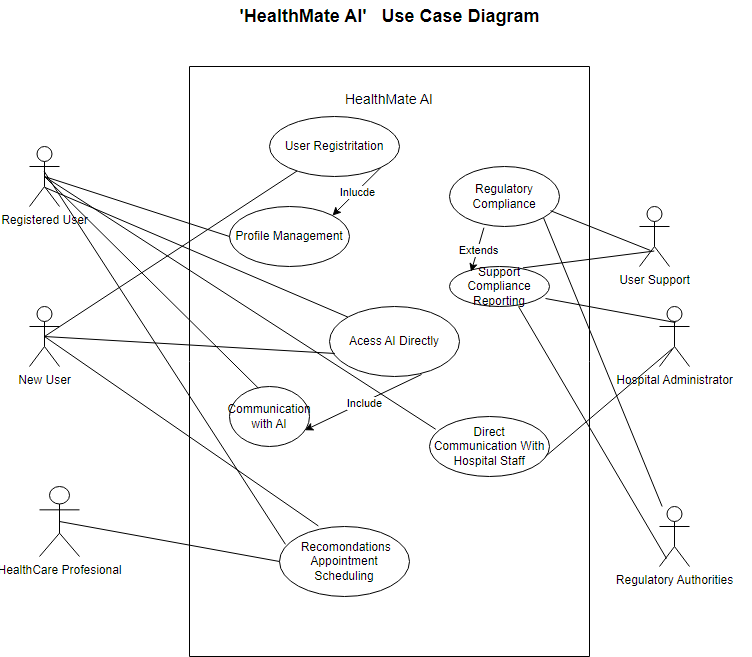 'HealthMate AI'   Use Case Diagram
HealthMate AI
User Registritation
Inlucde
Regulatory
Compliance
Registered User
Profile Management
Extends
Support
Compliance
Reporting
User Support
Acess AI Directly
New User
Hospital Administrator
Include
Communication
with AI
Direct
Communication With
Hospital Staff
HealthCare Profesional
Recomondations
Appointment
Scheduling
Regulatory Authorities